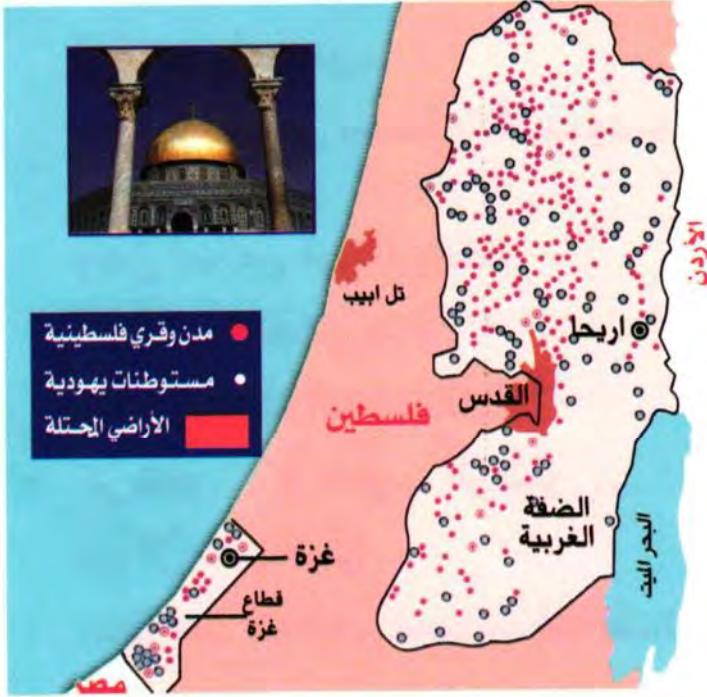 الأردن
تل ابيب
اريحا
مدن وقري فلسطينية
مستوطنات يهودية
الأراضي المحتلة
القدس
فلسطين
الضفة
الغربية
البحر الميت
غزة
قطاع
غزة
مصر